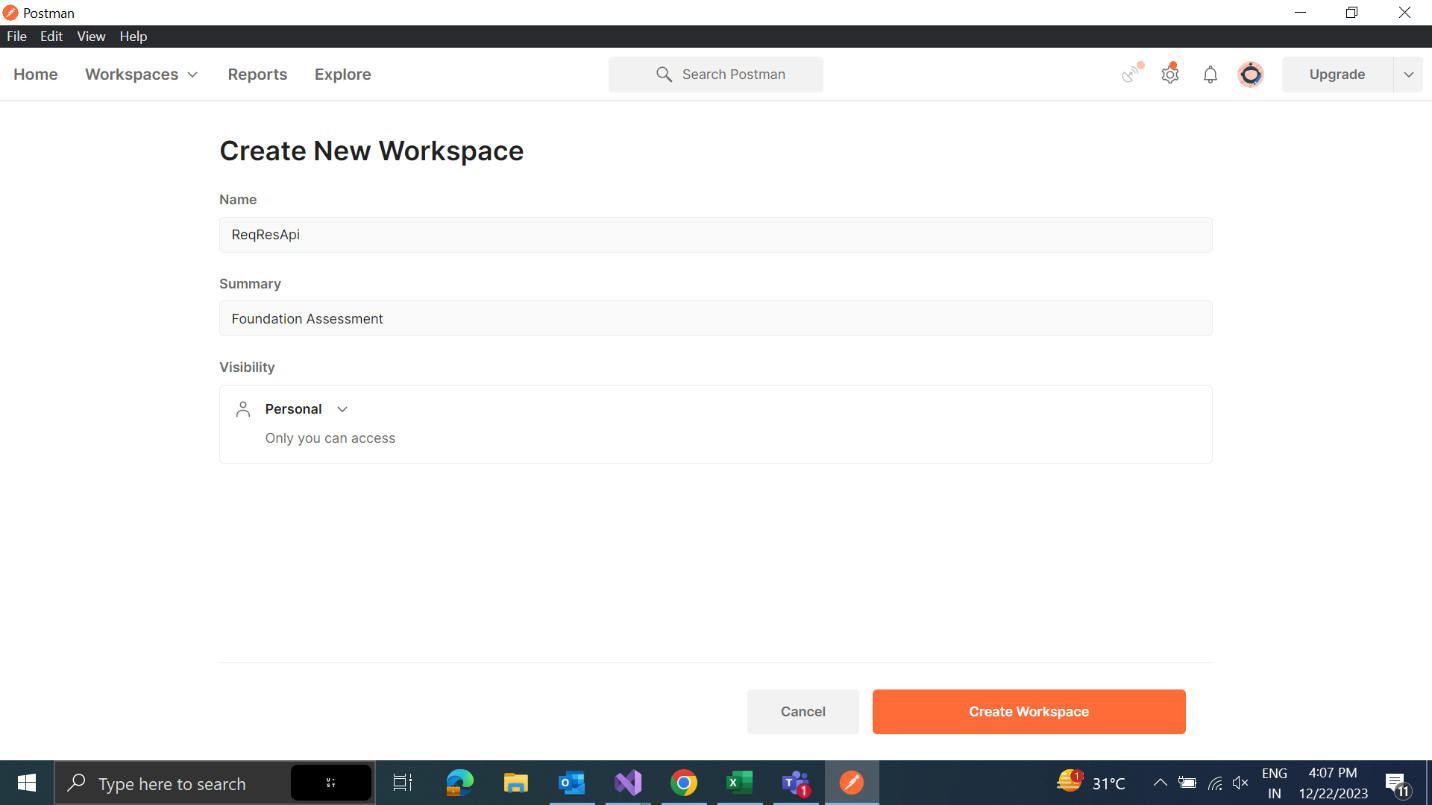 Postman
File Edit View Help
Home Workspaces Reports Explore Search Postman Upgrade
Create New Workspace
Name
ReqResApi
Summary
Foundation Assessment
Visibility
Personal
Only you can access
Cancel Create Workspace
Type here to search 1 1 31°C ENG IN 4:07 PM 12/22/2023 11